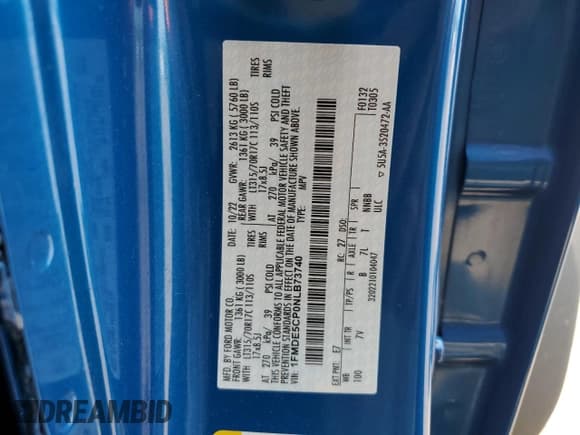 MFD. BY FORD MOTOR CO.
DATE: 10/22 GVWR: 2613 KG ( 5760 LB)
FRONT GAWR: 1361 KG ( 3000 LB) REAR GAWR: 1361 KG ( 3000 LB)
WITH LT315/70R17C 113/110S TIRES WITH LT315/70R17C 113/110S TIRES
17x8.5J RIMS 17x8.5J RIMS
AT 270 kPa/ 39 PSI COLD AT 270 kPa/ 39 PSI COLD
THIS VEHICLE CONFORMS TO ALL APPLICABLE FEDERAL MOTOR VEHICLE SAFETY AND THEFT
PREVENTION STANDARDS IN EFFECT ON THE DATE OF MANUFACTURE SHOWN ABOVE.
VIN: 1FMDE5CP0NLB73740
TYPE: MPV
F0132
T0305
EXT PNT: E7 RC: 27 DSO:
WB INT TR TP/PS R AXLE TR SPR
100 7V B 7L T NNBB
ULC
3202210104047
▽ SU5A-3520472-AA
DREAMBID